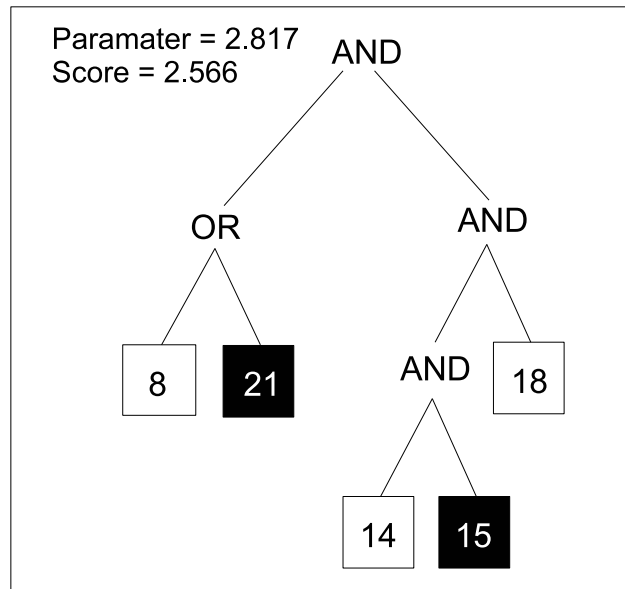 Paramater = 2.817
Score = 2.566
AND
OR
AND
8
21
AND
18
14
15